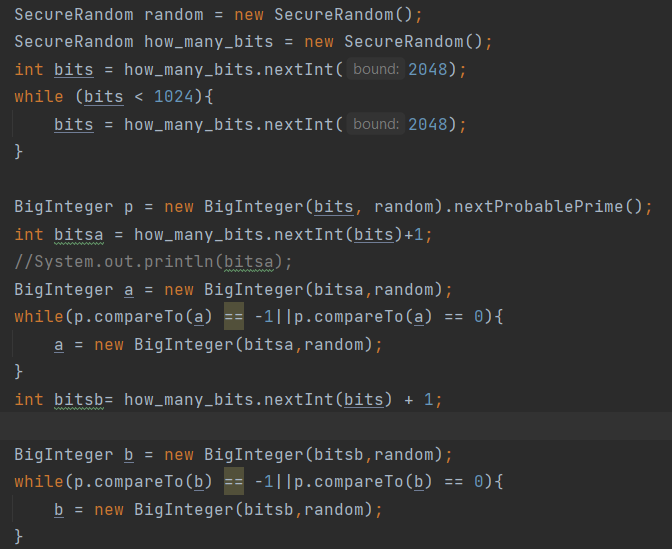 SecureRandom random = new SecureRandom();
SecureRandom how_many_bits = new SecureRandom();
int bits = how_many_bits.nextInt( bound: 2048);
while (bits < 1024){
    bits = how_many_bits.nextInt( bound: 2048);
}
BigInteger p = new BigInteger(bits, random).nextProbablePrime();
int bitsa = how_many_bits.nextInt(bits)+1;
//System.out.println(bitsa);
BigInteger a = new BigInteger(bitsa,random);
while(p.compareTo(a) == -1||p.compareTo(a) == 0){
    a = new BigInteger(bitsa,random);
}
int bitsb= how_many_bits.nextInt(bits) + 1;
BigInteger b = new BigInteger(bitsb,random);
while(p.compareTo(b) == -1||p.compareTo(b) == 0){
    b = new BigInteger(bitsb,random);
}